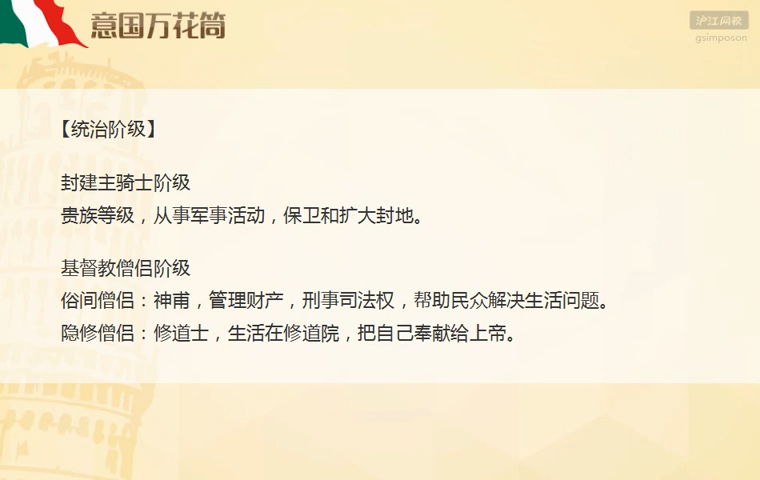 意国万花筒
沪江网校
gsimposon
【统治阶级】
封建主骑士阶级
贵族等级，从事军事活动，保卫和扩大封地。
基督教僧侣阶级
俗间僧侣：神甫，管理财产，刑事司法权，帮助民众解决生活问题。
隐修僧侣：修道士，生活在修道院，把自己奉献给上帝。